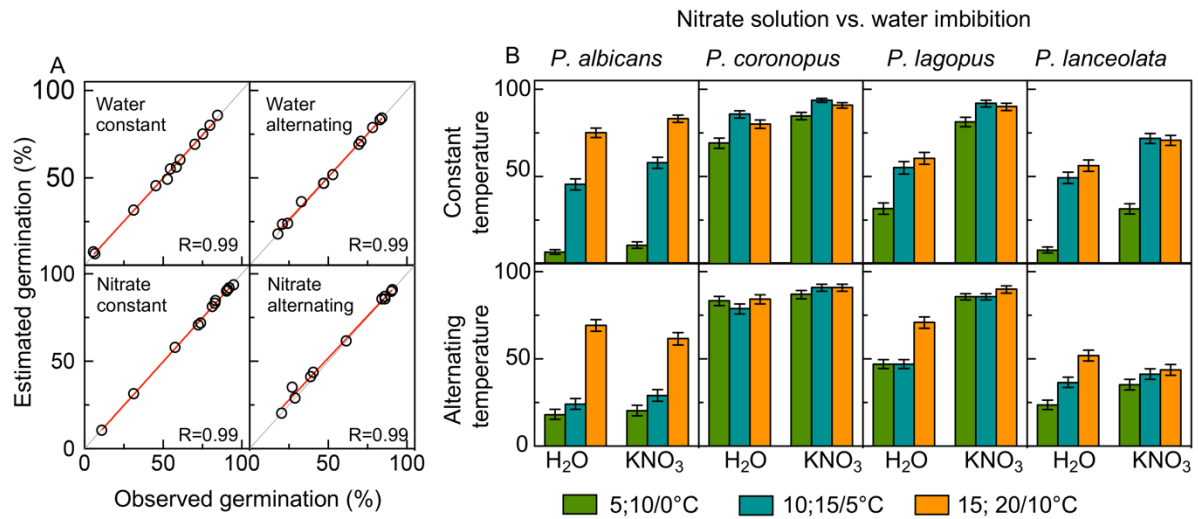 Nitrate solution vs. water imbibition
A
B
P. albicans
P. coronopus
P. lagopus
P. lanceolata
Estimated germination (%)
100
50
0
100
50
0
Water
constant
R=0.99
Water
alternating
R=0.99
Nitrate
constant
R=0.99
Nitrate
alternating
R=0.99
0
50
100
0
50
100
Observed germination (%)
Constant
temperature
Alternating
temperature
100
50
0
100
50
0
H₂O
KNO₃
H₂O
KNO₃
H₂O
KNO₃
H₂O
KNO₃
5;10/0°C
10;15/5°C
15; 20/10°C